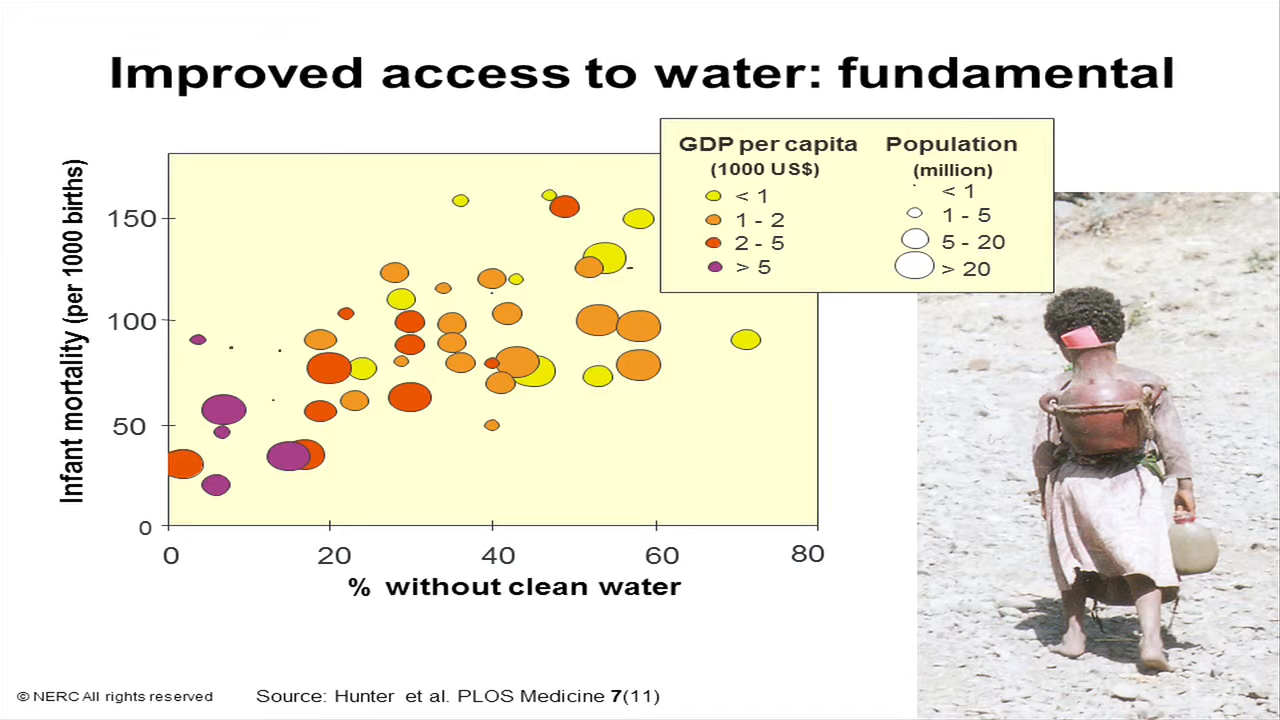 Improved access to water: fundamental
GDP per capita
(1000 US$)
< 1
1 - 2
2 - 5
> 5
Population
(million)
< 1
1 - 5
5 - 20
> 20
Infant mortality (per 1000 births)
150
100
50
0
0 20 40 60 80
% without clean water
© NERC All rights reserved
Source: Hunter et al. PLOS Medicine 7(11)